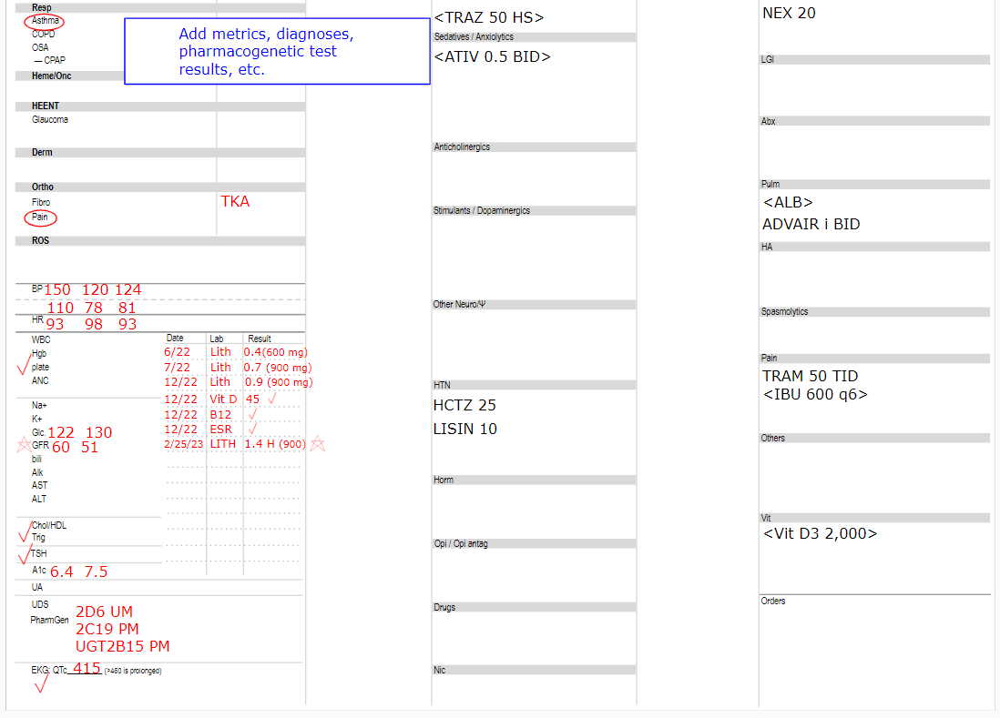 Resp
Asthma
COPD
OSA
— CPAP
Heme/Onc
HEENT
Glaucoma
Derm
Ortho
Fibro
TKA
Pain
ROS
BP 150 120 124
110 78 81
HR 93 98 93
WBC
Hgb
plate
ANC
Na+
K+
Glc 122 130
GFR 60 51
bili
Alk
AST
ALT
Chol/HDL
Trig
TSH
A1c 6.4 7.5
UA
UDS
PharmGen
2D6 UM
2C19 PM
UGT2B15 PM
EKG: QTc 415 (>460 is prolonged)
Date Lab Result
6/22 Lith 0.4(600 mg)
7/22 Lith 0.7 (900 mg)
12/22 Lith 0.9 (900 mg)
12/22 Vit D 45 ✓
12/22 B12 ✓
12/22 ESR ✓
2/25/23 LITH 1.4 H (900)
Add metrics, diagnoses,
pharmacogenetic test
results, etc.
<TRAZ 50 HS>
Sedatives / Anxiolytics
<ATIV 0.5 BID>
Anticholinergics
Stimulants / Dopaminergics
Other Neuro/Ψ
HTN
HCTZ 25
LISIN 10
Horm
Opi / Opi antag
Drugs
Nic
NEX 20
LGI
Abx
Pulm
<ALB>
ADVAIR i BID
HA
Spasmolytics
Pain
TRAM 50 TID
<IBU 600 q6>
Others
Vit
<Vit D3 2,000>
Orders